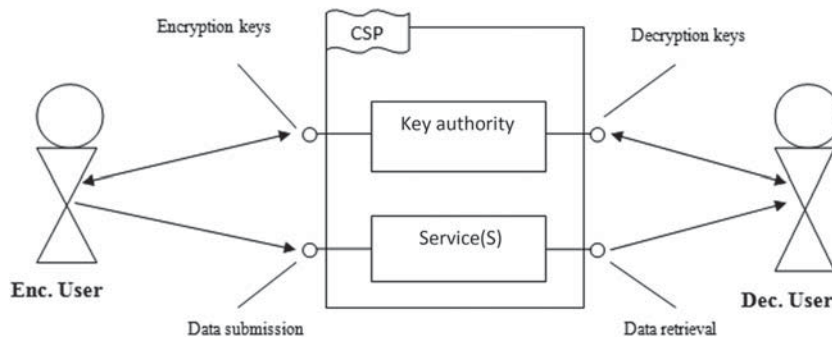 Encryption keys
CSP
Decryption keys
Key authority
Service(S)
Enc. User
Dec. User
Data submission
Data retrieval